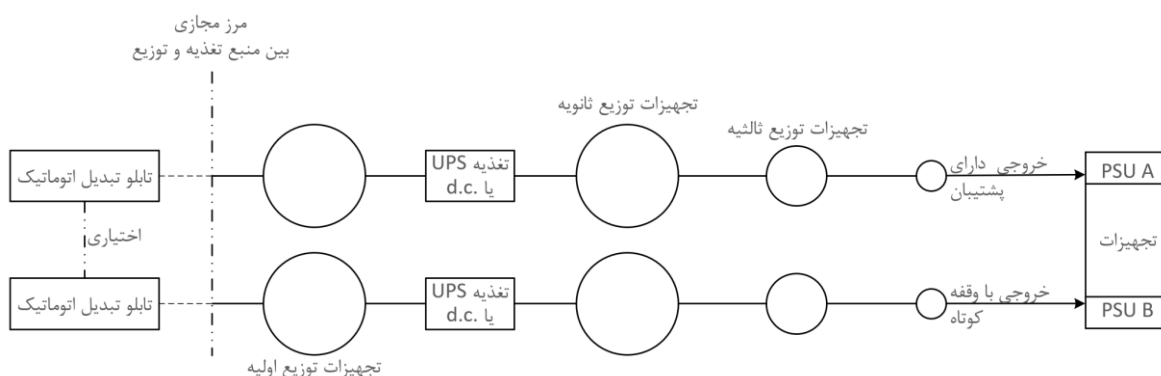 مرز مجازی
بین منبع تغذیه و توزیع
تجهیزات توزیع ثانویه
تجهیزات توزیع ثالثیه
تابلو تبدیل اتوماتیک
تغذیه UPS
یا d.c.
خروجی دارای
پشتیبان
PSU A
اختیاری
تجهیزات
تابلو تبدیل اتوماتیک
تغذیه UPS
یا d.c.
خروجی با وقفه
کوتاه
PSU B
تجهیزات توزیع اولیه